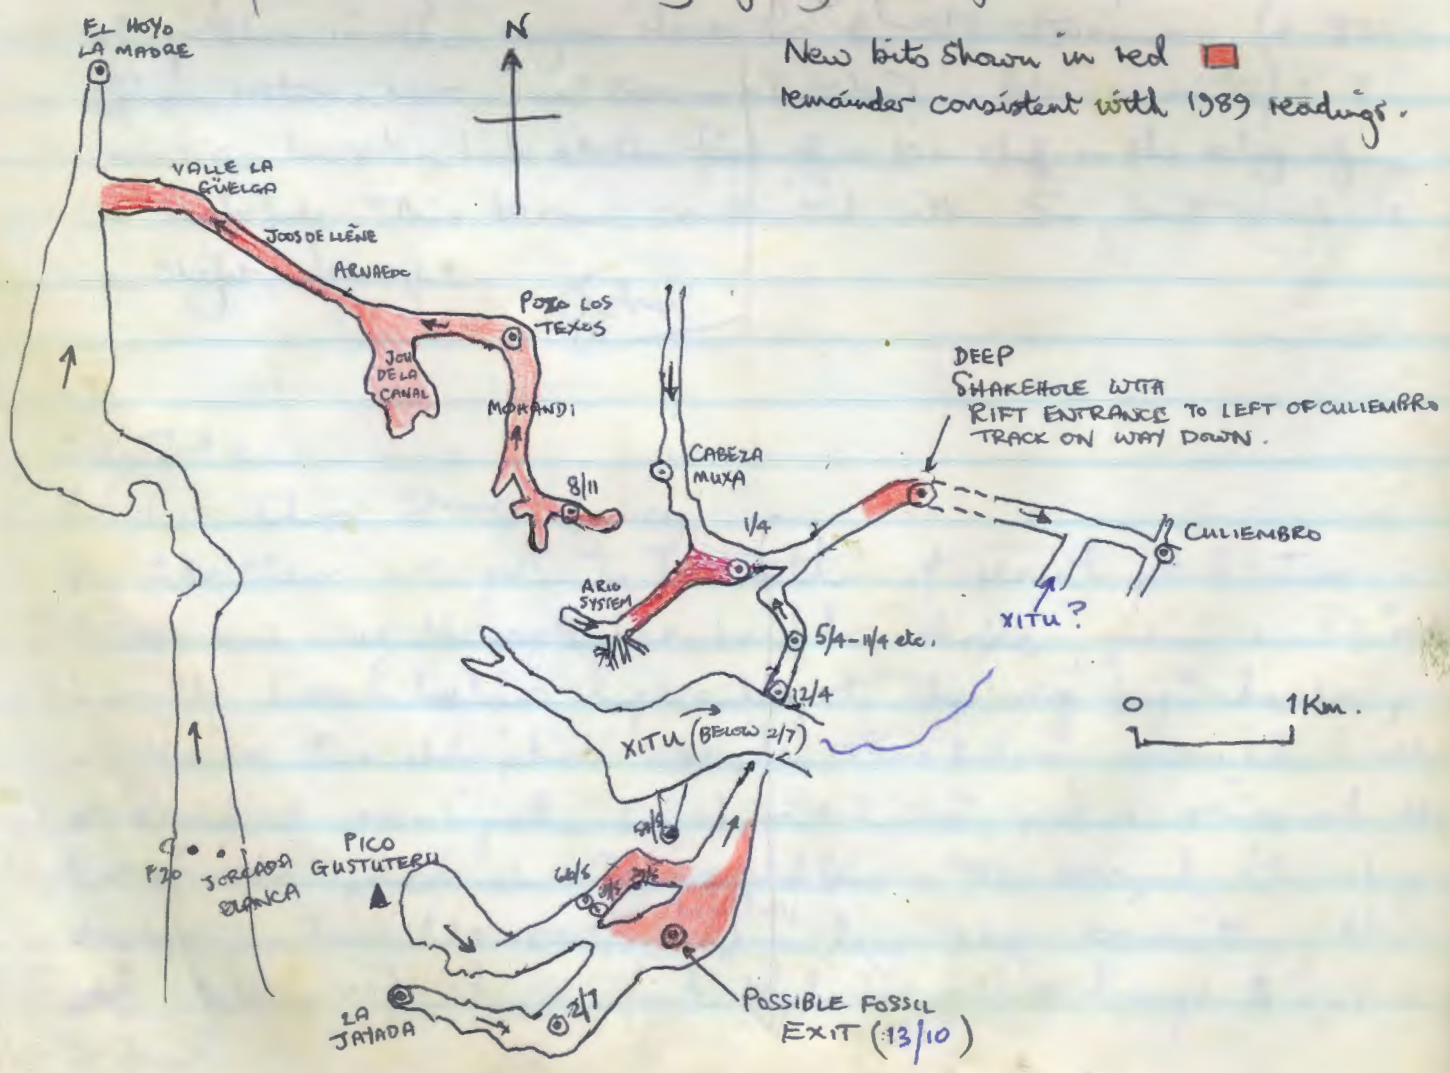 EL HOYO
LA MADRE
N
New bits shown in red
remainder consistent with 1989 readings.
VALLE LA
GÜELGA
JOOS DE LLEÑE
ARNAEDO
POZO LOS
TEXOS
JOU
DE LA
CANAL
MOHANDI
8/11
CABEZA
MUXA
1/4
DEEP
SHAKEHOLE WITH
RIFT ENTRANCE TO LEFT OF CULIEMBRO
TRACK ON WAY DOWN.
CULIEMBRO
XITU?
ARIO
SYSTEM
5/4-11/4 etc.
12/4
XITU (BELOW 2/7)
0 1 Km.
F20
JORCADA
BLANCA
PICO
GUSTUTERU
LA
JAYADA
2/7
POSSIBLE FOSSIL
EXIT (13/10)